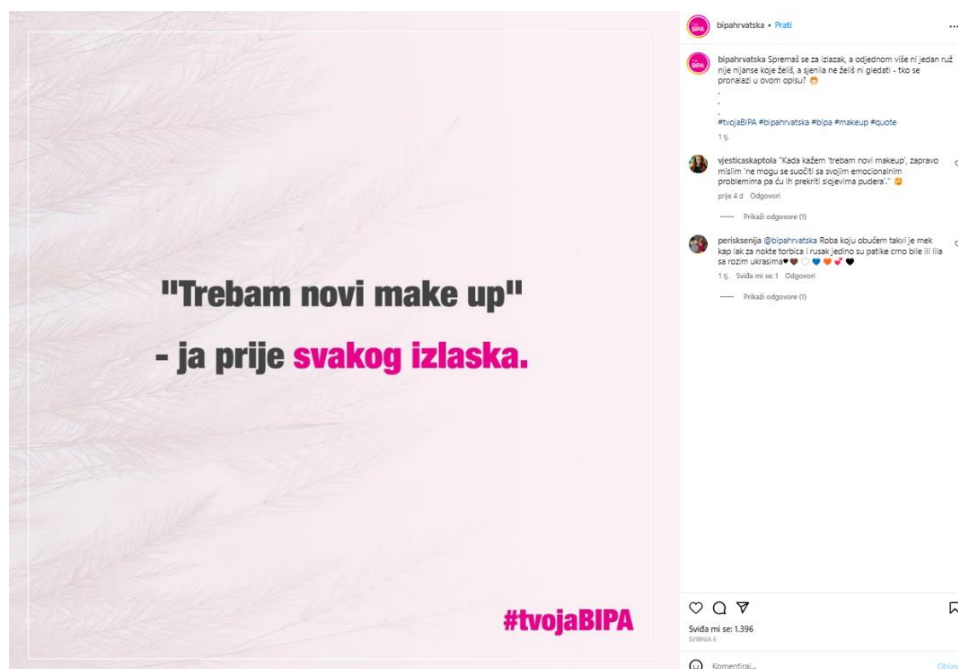 "Trebam novi make up"
- ja prije svakog izlaska.
#tvojaBIPA
bipahrvatska • Prati
bipahrvatska Spremaš se za izlazak, a odjednom više ni jedan ruž
nije nijanse koje želiš, a sjenila ne želiš ni gledati - tko se
pronalazi u ovom opisu?
.
.
.
#tvojaBIPA #bipahrvatska #bipa #makeup #quote
1 tj.
vjesticaskaptola "Kada kažem 'trebam novi makeup', zapravo
mislim 'ne mogu se suočiti sa svojim emocionalnim
problemima pa ću ih prekriti slojevima pudera'."
prije 4 d Odgovori
Prikaži odgovore (1)
perisksenija @bipahrvatska Roba koju obučem takvi je mek
kap lak za nokte torbica i rusak jedino su patike crno bile ili lila
sa rozim ukrasima
1 tj. Sviđa mi se: 1 Odgovori
Prikaži odgovore (1)
Sviđa mi se: 1.396
SVIBNJA 6
Komentiraj...